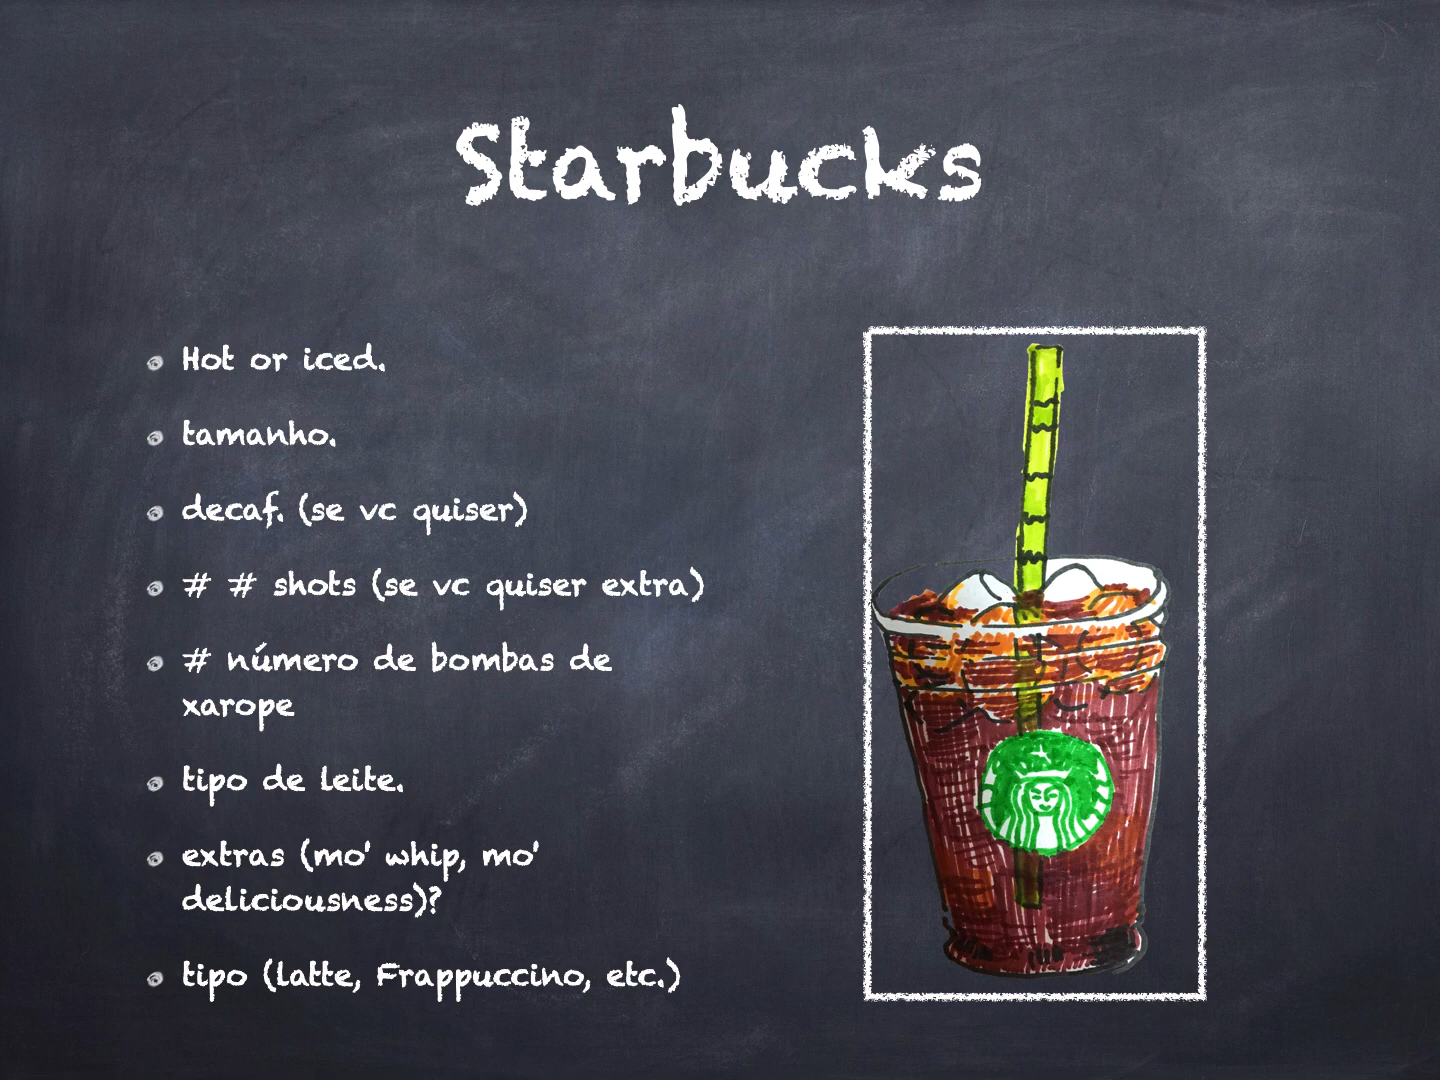 Starbucks
Hot or iced.
tamanho.
decaf. (se vc quiser)
# # shots (se vc quiser extra)
# número de bombas de
xarope
tipo de leite.
extras (mo' whip, mo'
deliciousness)?
tipo (latte, Frappuccino, etc.)